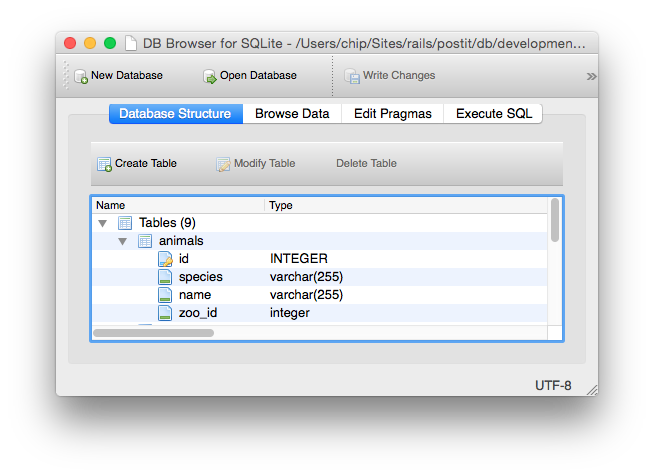 DB Browser for SQLite - /Users/chip/Sites/rails/postit/db/developmen...
New Database Open Database Write Changes »
Database Structure Browse Data Edit Pragmas Execute SQL
Create Table Modify Table Delete Table
Name Type
Tables (9)
animals
id INTEGER
species varchar(255)
name varchar(255)
zoo_id integer
UTF-8